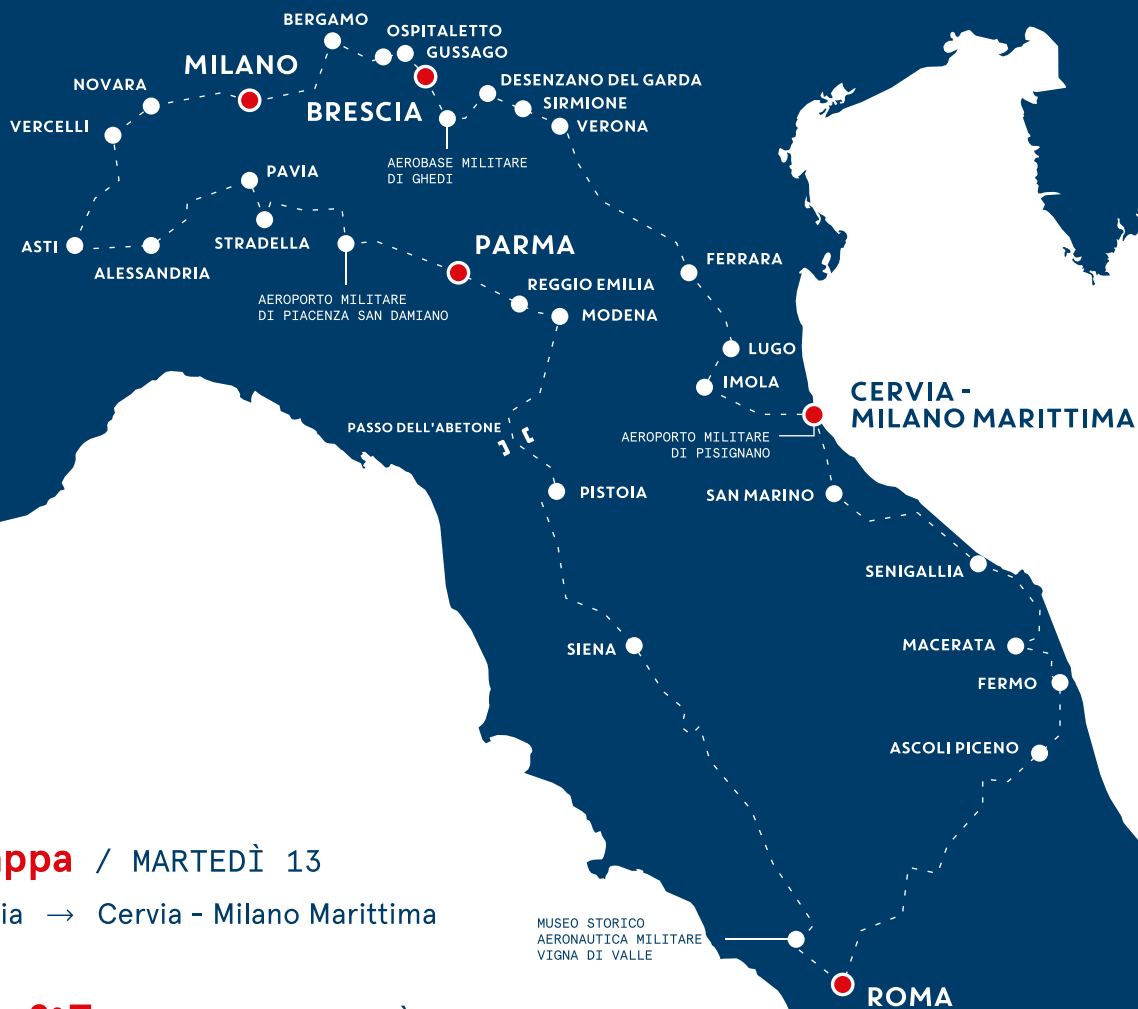 BERGAMO
OSPITALETTO
GUSSAGO
MILANO
DESENZANO DEL GARDA
NOVARA
SIRMIONE
BRESCIA
VERCELLI
VERONA
AEROBASE MILITARE
DI GHEDI
PAVIA
STRADELLA
PARMA
ASTI
ALESSANDRIA
FERRARA
REGGIO EMILIA
AEROPORTO MILITARE
DI PIACENZA SAN DAMIANO
MODENA
LUGO
IMOLA
CERVIA -
MILANO MARITTIMA
PASSO DELL'ABETONE
AEROPORTO MILITARE
DI PISIGNANO
PISTOIA
SAN MARINO
SENIGALLIA
SIENA
MACERATA
FERMO
ASCOLI PICENO
ppa / MARTEDÌ 13
ia → Cervia - Milano Marittima
MUSEO STORICO
AERONAUTICA MILITARE
VIGNA DI VALLE
ROMA